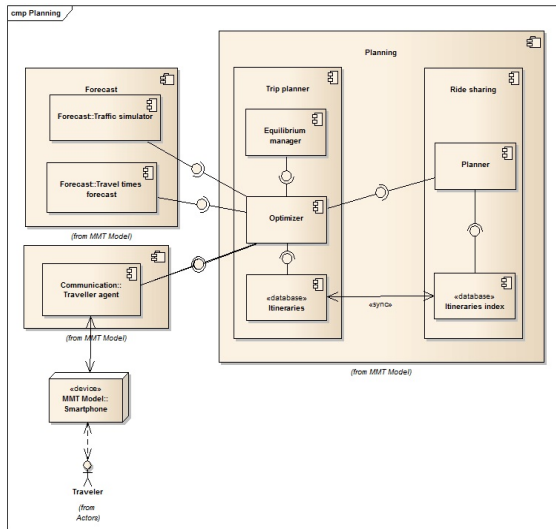 cmp Planning
Planning
Forecast
Forecast::Traffic simulator
Forecast::Travel times
forecast
(from MMT Model)
Trip planner
Equilibrium
manager
Optimizer
«database»
Itineraries
Ride sharing
Planner
«database»
Itineraries index
«sync»
(from MMT Model)
Communication::
Traveller agent
(from MMT Model)
«device»
MMT Model::
Smartphone
Traveler
(from
Actors)